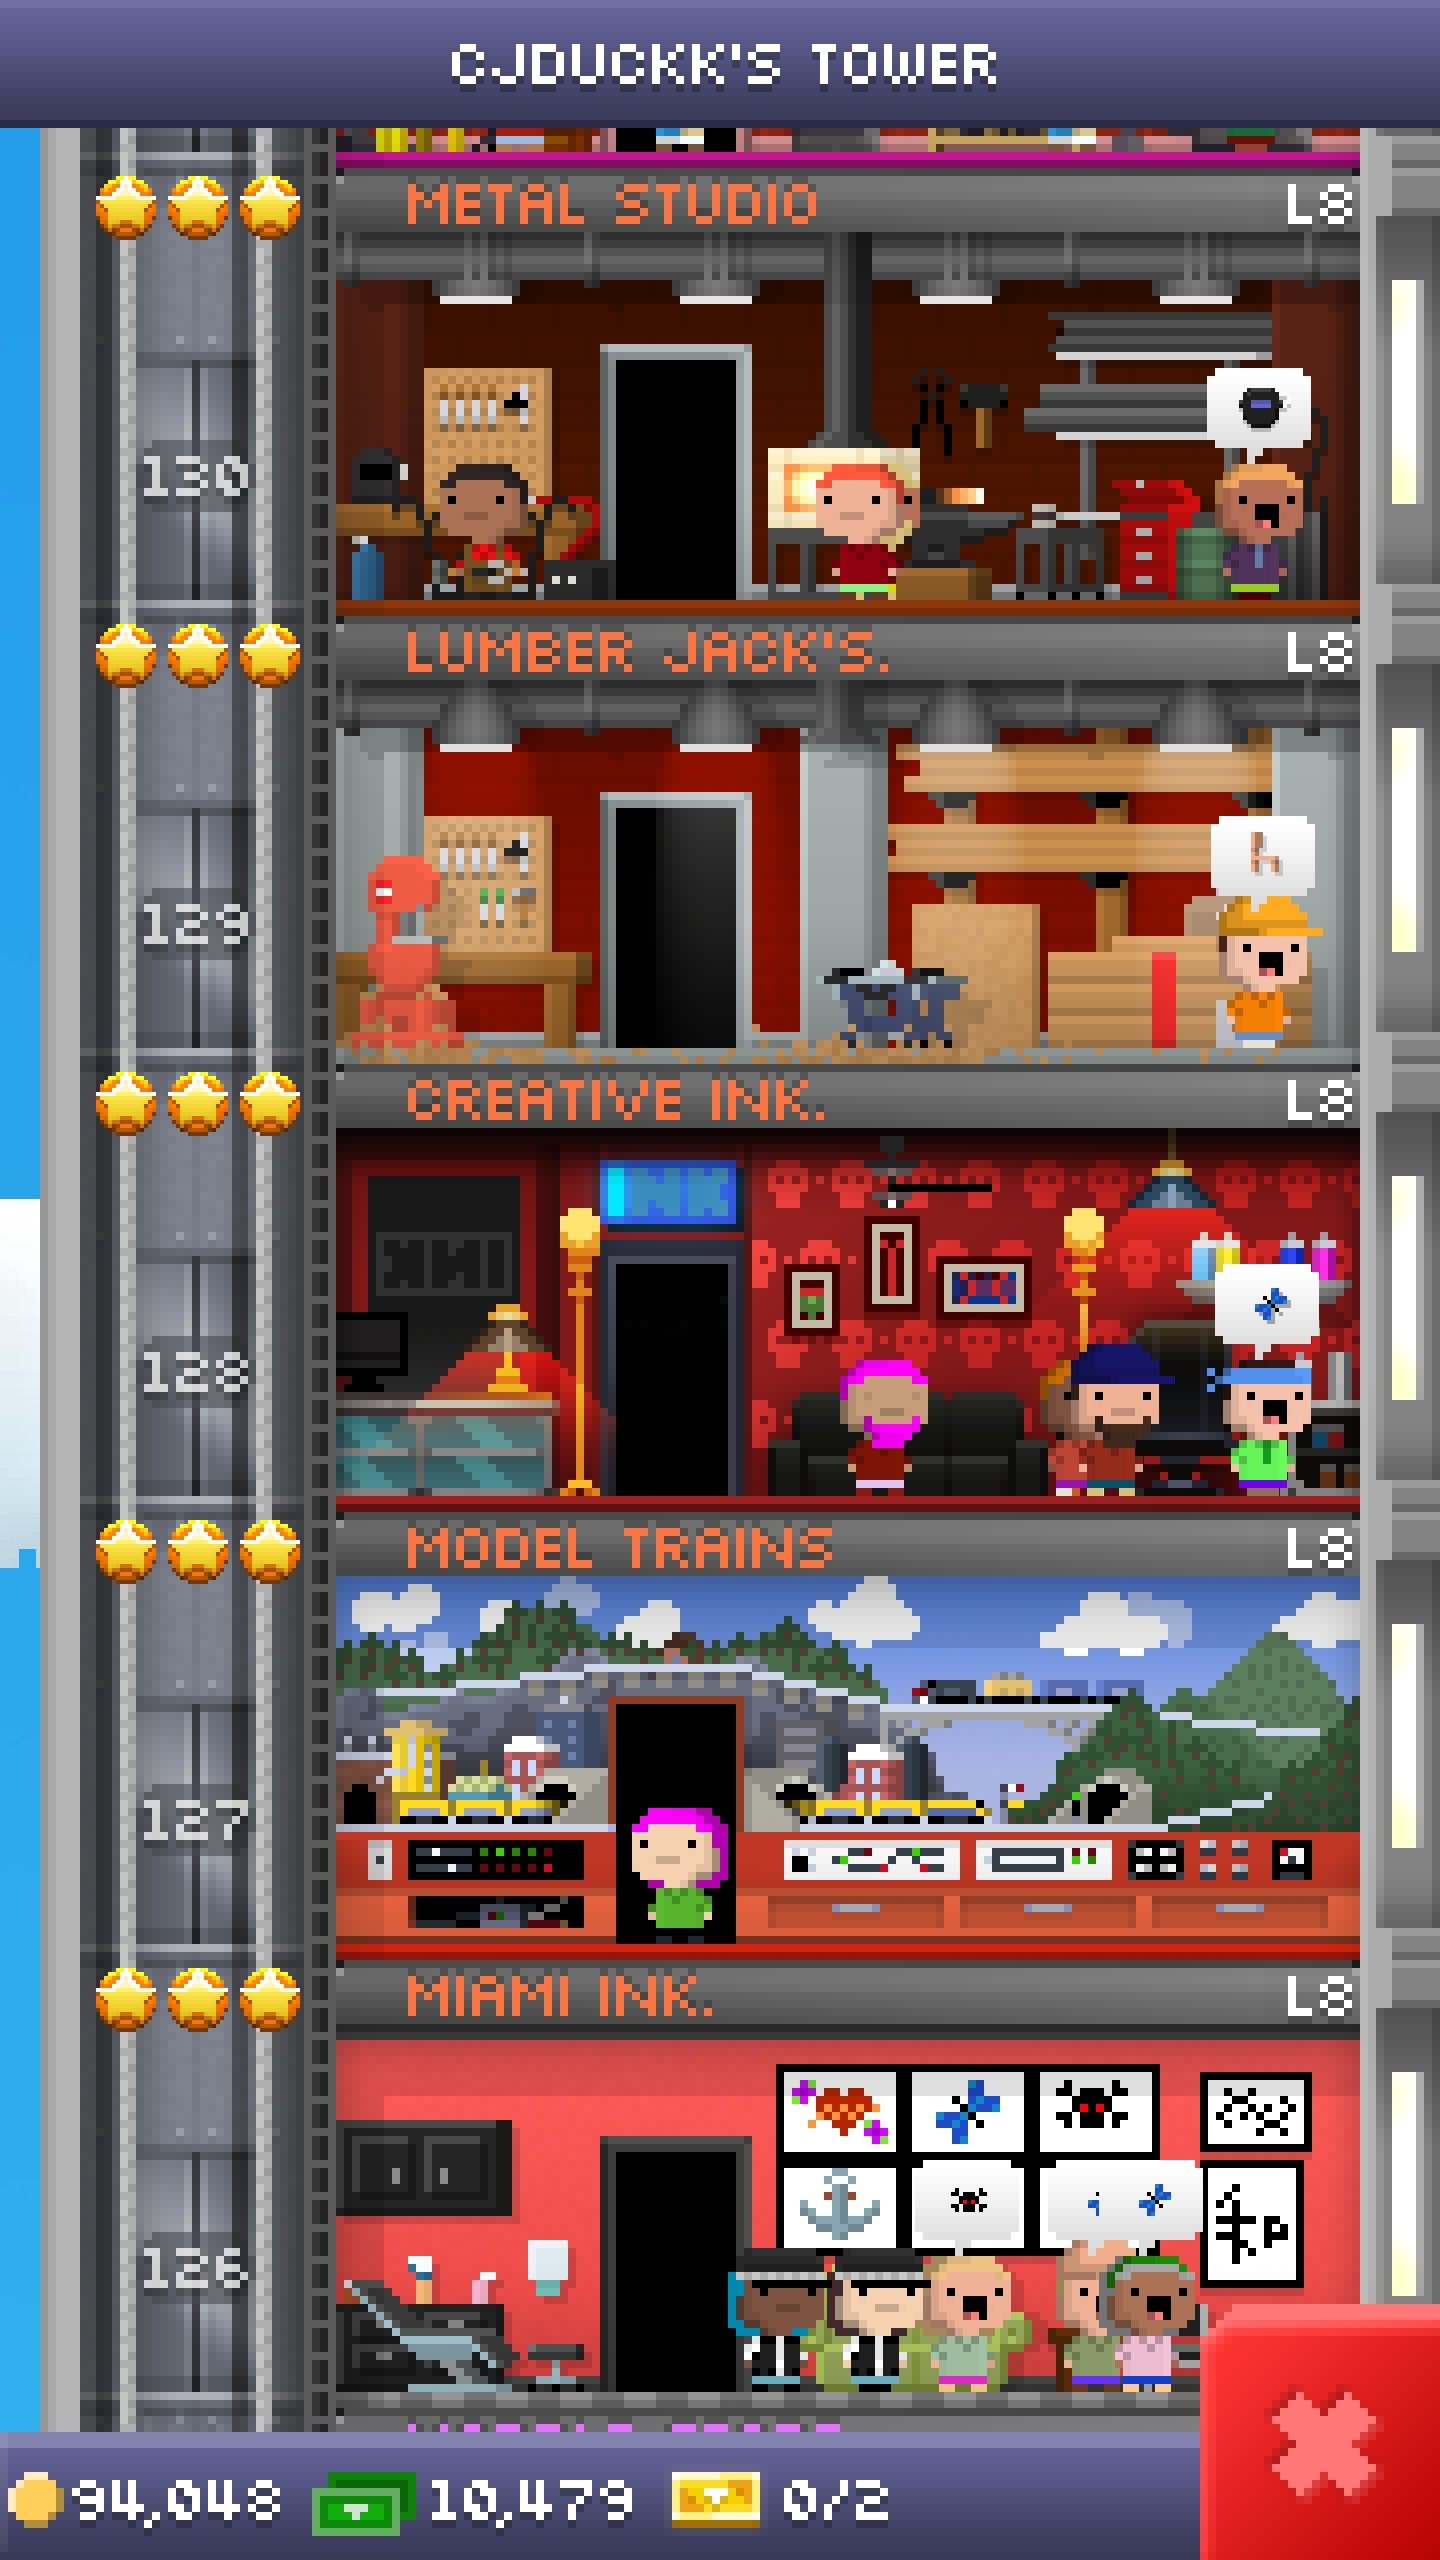 CJDUCKK'S TOWER
METAL STUDIO L8
130
LUMBER JACK'S. L8
129
CREATIVE INK. L8
INK
128
MODEL TRAINS L8
127
MIAMI INK. L8
126
94,048 10,479 0/2